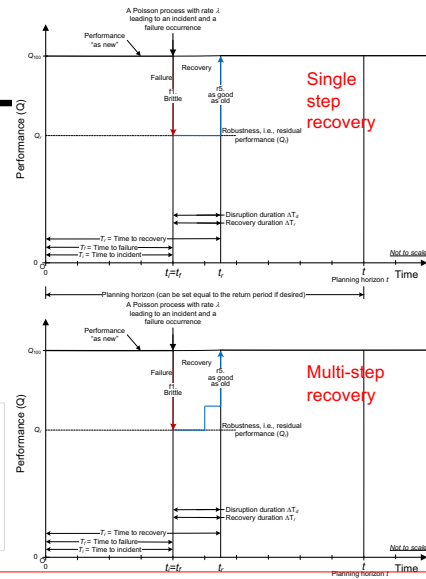 A Poisson process with rate λ
leading to an incident and a
failure occurrence
Performance
"as new"
Q100
Recovery
Failure
f1.
Brittle
r5.
as good
as old
Single
step
recovery
Performance (Q)
Robustness, i.e., residual
performance (Qr)
Qr
Disruption duration ΔTd
Recovery duration ΔTr
Tr = Time to recovery
Tf = Time to failure
Ti = Time to incident
Not to scale
0
0
ti=tf
tr
t
Time
Planning horizon t
Planning horizon (can be set equal to the return period if desired)
A Poisson process with rate λ
leading to an incident and a
failure occurrence
Performance
"as new"
Q100
Recovery
Failure
f1.
Brittle
r5.
as good
as old
Multi-step
recovery
Performance (Q)
Robustness, i.e., residual
performance (Qr)
Qr
Disruption duration ΔTd
Recovery duration ΔTr
Tr = Time to recovery
Tf = Time to failure
Ti = Time to incident
Not to scale
0
0
ti=tf
tr
t
Time
Planning horizon t